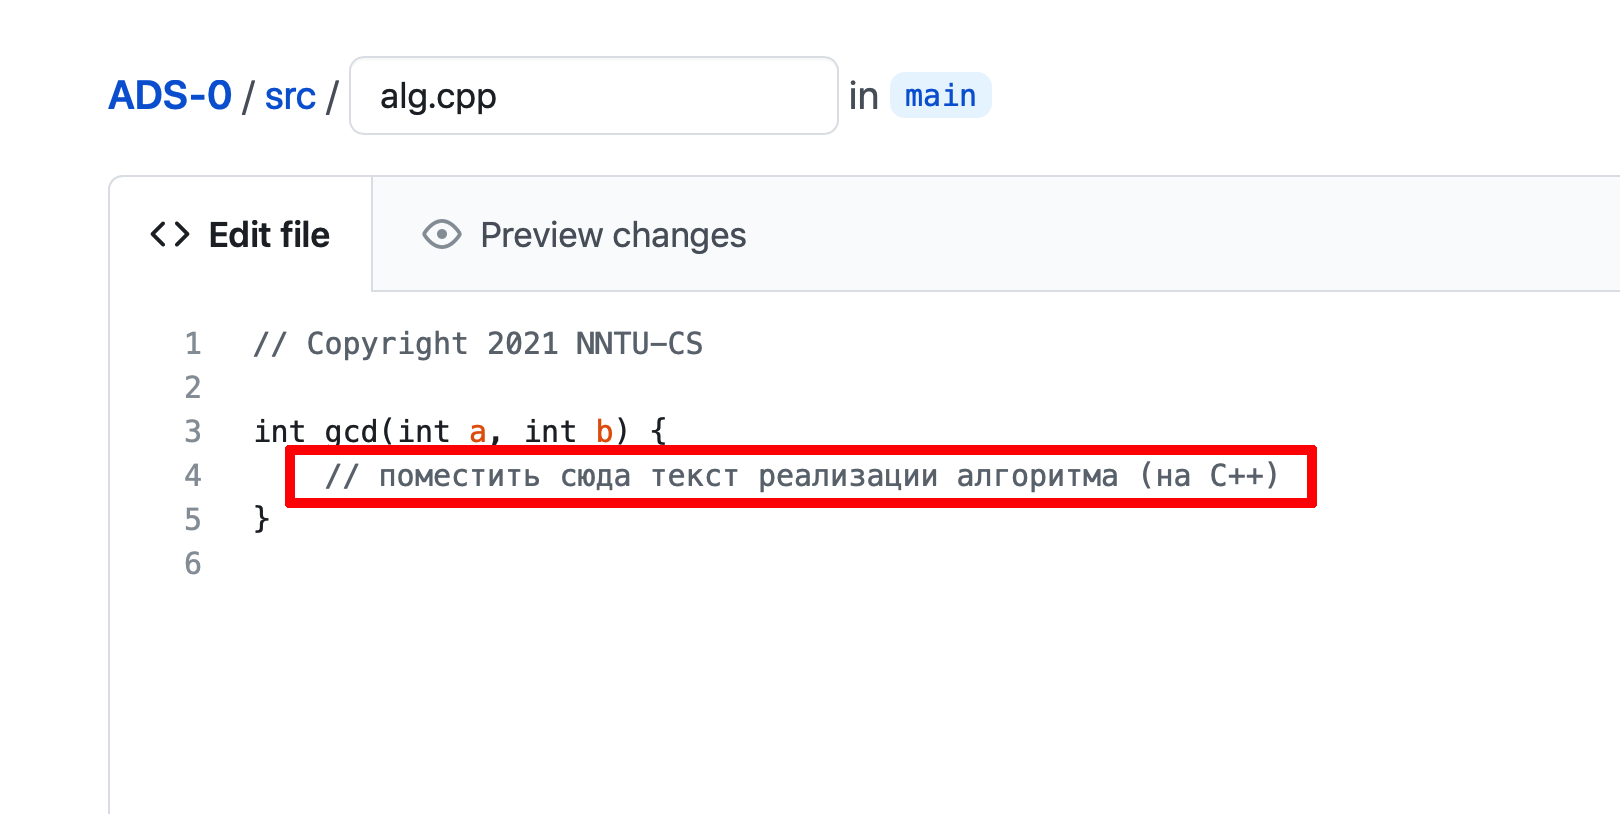 ADS-0 / src / alg.cpp in main
<> Edit file Preview changes
1 // Copyright 2021 NNTU-CS
2
3 int gcd(int a, int b) {
4 // поместить сюда текст реализации алгоритма (на C++)
5 }
6